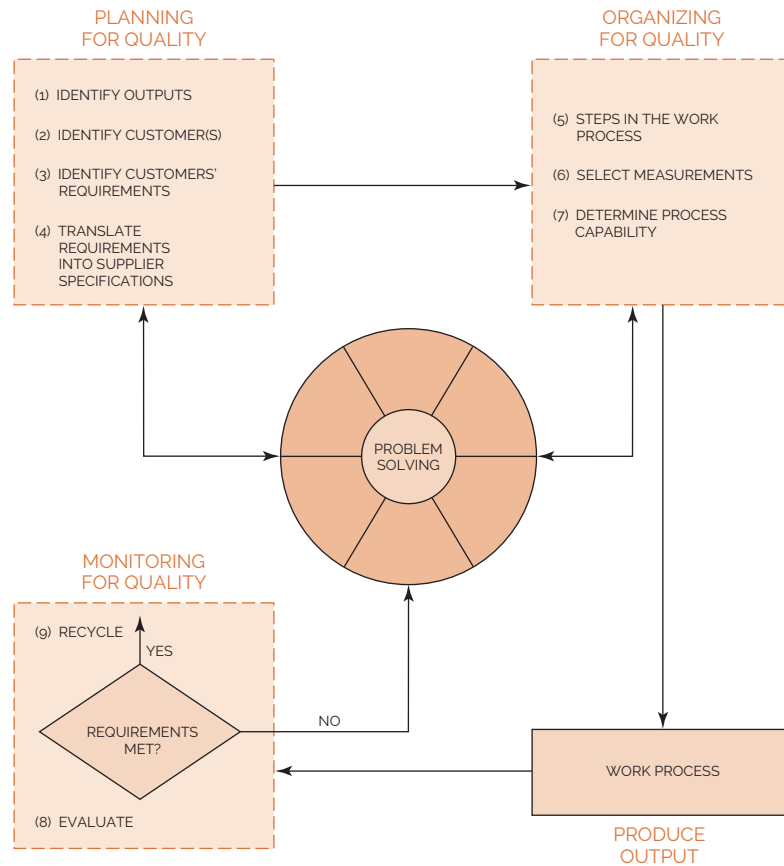 PLANNING
FOR QUALITY
(1) IDENTIFY OUTPUTS
(2) IDENTIFY CUSTOMER(S)
(3) IDENTIFY CUSTOMERS’
REQUIREMENTS
(4) TRANSLATE
REQUIREMENTS
INTO SUPPLIER
SPECIFICATIONS
ORGANIZING
FOR QUALITY
(5) STEPS IN THE WORK
PROCESS
(6) SELECT MEASUREMENTS
(7) DETERMINE PROCESS
CAPABILITY
PROBLEM
SOLVING
MONITORING
FOR QUALITY
(9) RECYCLE
YES
REQUIREMENTS
MET?
NO
(8) EVALUATE
WORK PROCESS
PRODUCE
OUTPUT